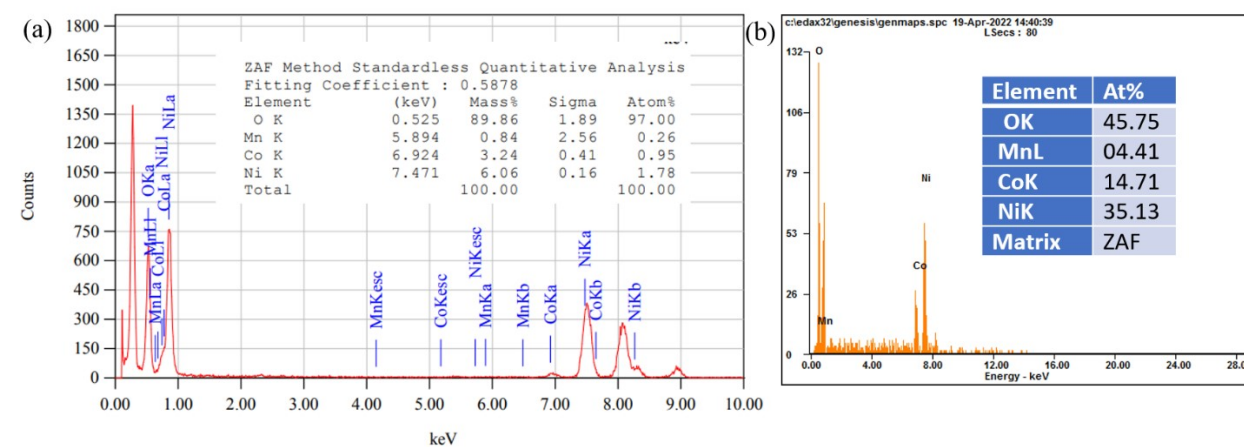 (a)
1800
1650
1500
1350
1200
1050
900
750
600
450
300
150
0
Counts
ZAF Method Standardless Quantitative Analysis
Fitting Coefficient : 0.5878
Element (keV) Mass% Sigma Atom%
O K 0.525 89.86 1.89 97.00
Mn K 5.894 0.84 2.56 0.26
Co K 6.924 3.24 0.41 0.95
Ni K 7.471 6.06 0.16 1.78
Total 100.00 100.00
MnLa
MnLl
OKa
CoLl
CoLa
NiLl
NiLa
MnKesc
CoKesc
NiKesc
MnKa
MnKb
CoKa
NiKa
CoKb
NiKb
0.00 1.00 2.00 3.00 4.00 5.00 6.00 7.00 8.00 9.00 10.00
keV
(b)
c:\edax32\genesis\genmaps.spc 19-Apr-2022 14:40:39
LSecs : 80
132
106
79
53
26
0
O
Mn
Co
Ni
Element At%
OK 45.75
MnL 04.41
CoK 14.71
NiK 35.13
Matrix ZAF
0.00 4.00 8.00 12.00 16.00 20.00 24.00 28.0
Energy - keV